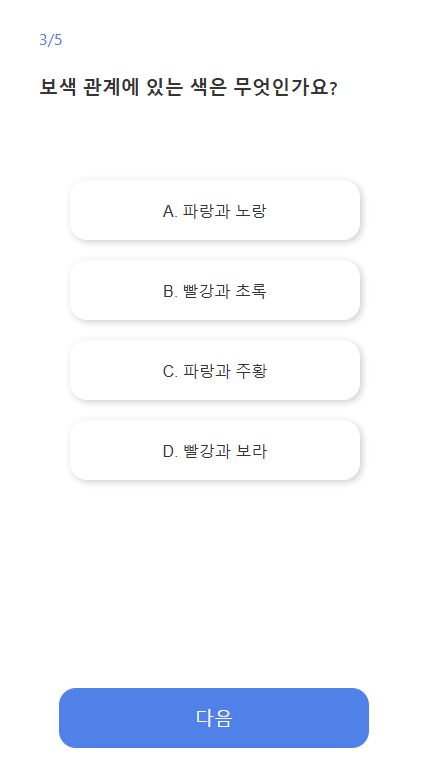 3/5
보색 관계에 있는 색은 무엇인가요?
A. 파랑과 노랑
B. 빨강과 초록
C. 파랑과 주황
D. 빨강과 보라
다음